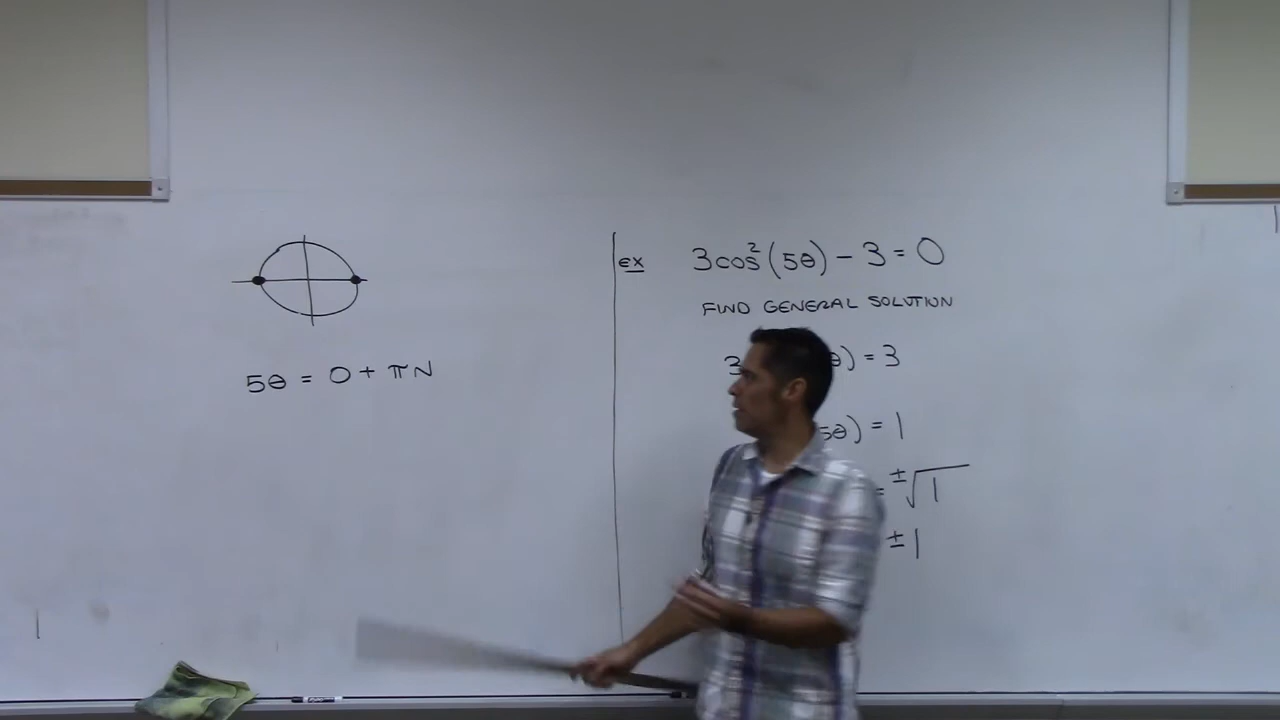 5θ = 0 + πN
ex 3cos²(5θ) - 3 = 0
FIND GENERAL SOLUTION
3 θ) = 3
5θ) = 1
= ±√1
±1